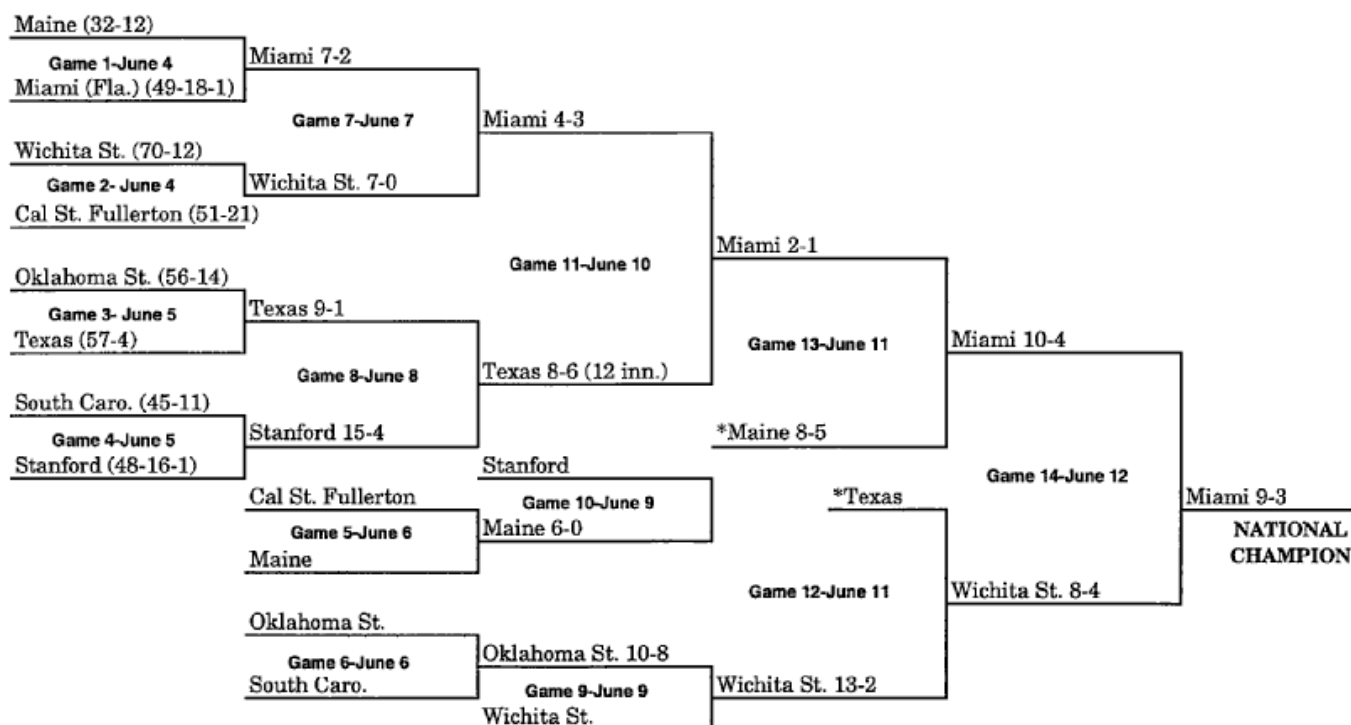 Maine (32-12)
Game 1-June 4
Miami 7-2
Miami (Fla.) (49-18-1)
Game 7-June 7
Miami 4-3
Wichita St. (70-12)
Game 2- June 4
Wichita St. 7-0
Cal St. Fullerton (51-21)
Miami 2-1
Game 11-June 10
Oklahoma St. (56-14)
Game 3- June 5
Texas 9-1
Texas (57-4)
Game 13-June 11
Miami 10-4
Game 8-June 8
Texas 8-6 (12 inn.)
South Caro. (45-11)
Game 4-June 5
Stanford 15-4
*Maine 8-5
Stanford (48-16-1)
Stanford
Game 14-June 12
Cal St. Fullerton
Game 10-June 9
*Texas
Miami 9-3
Game 5-June 6
Maine 6-0
NATIONAL
CHAMPION
Maine
Game 12-June 11
Wichita St. 8-4
Oklahoma St.
Game 6-June 6
Oklahoma St. 10-8
South Caro.
Game 9-June 9
Wichita St. 13-2
Wichita St.